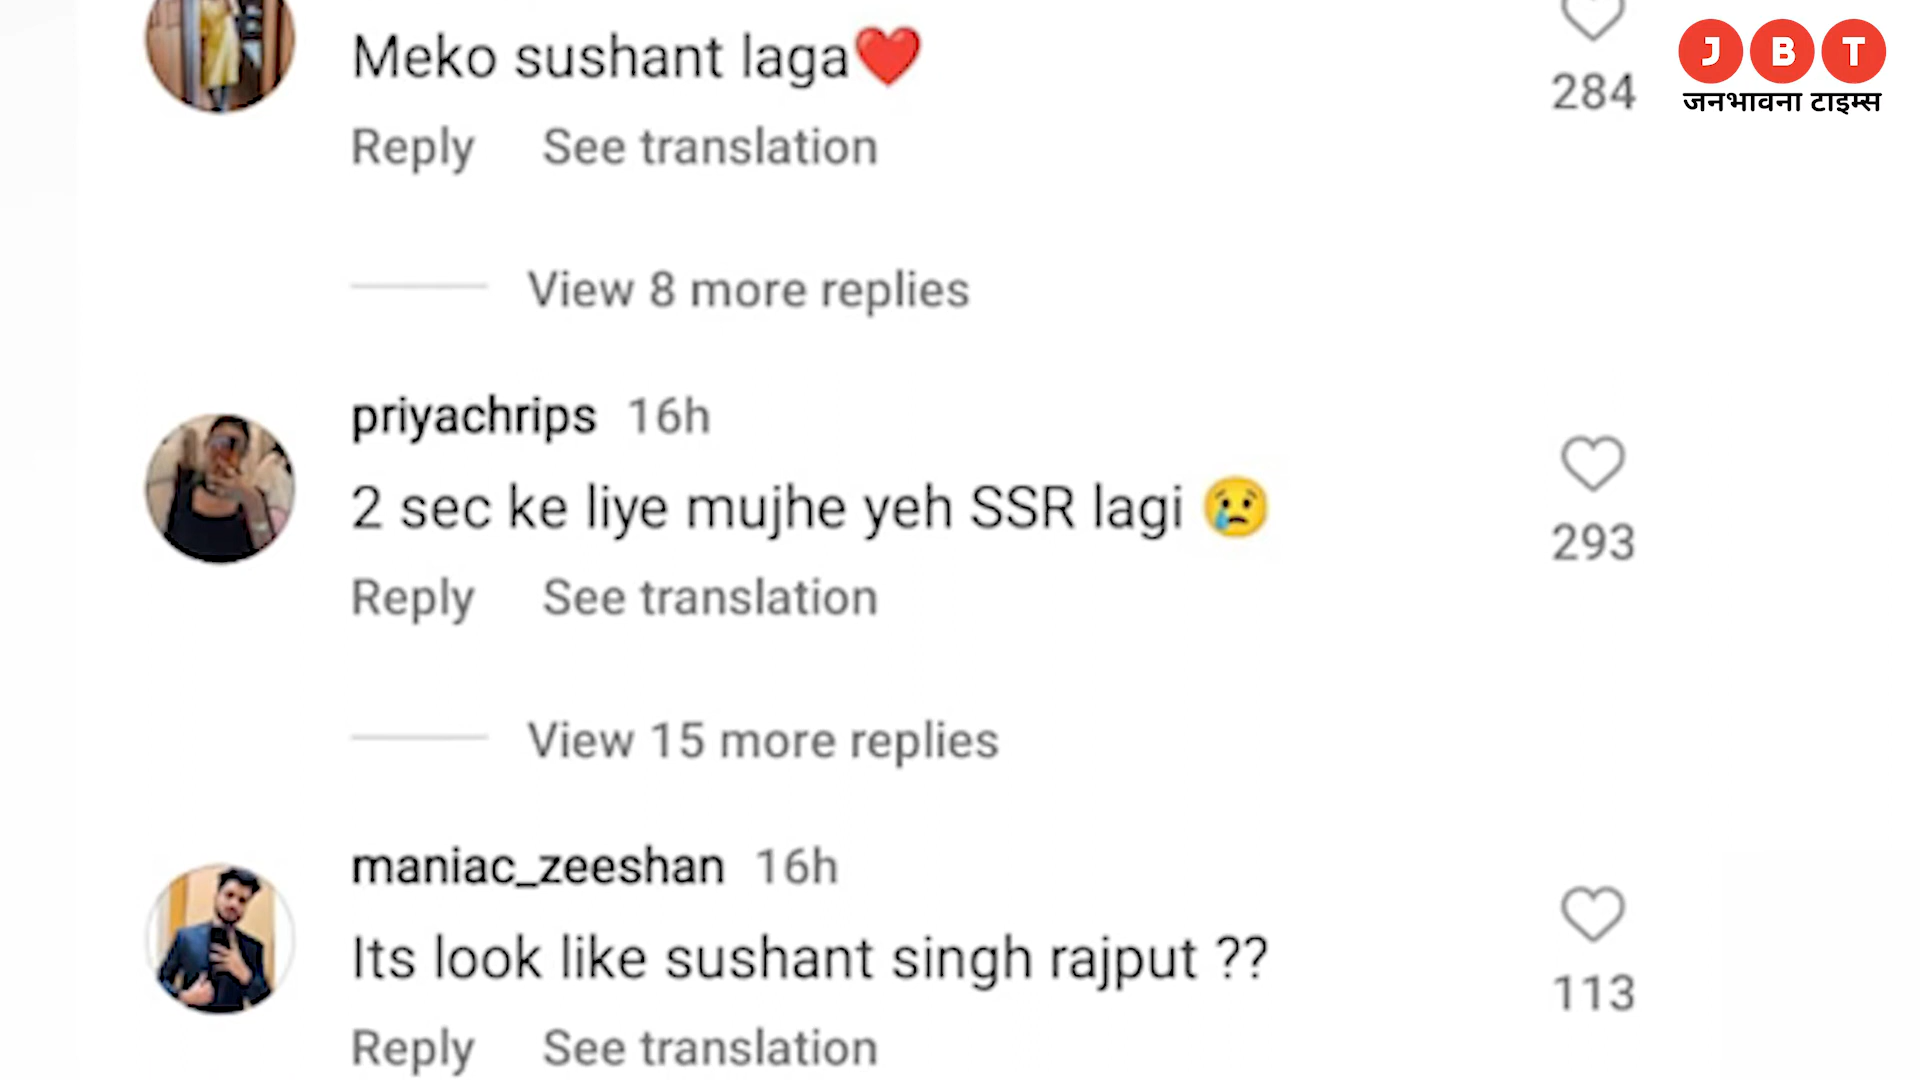 Meko sushant laga❤️
284
Reply See translation
View 8 more replies
priyachrips 16h
2 sec ke liye mujhe yeh SSR lagi 😢
293
Reply See translation
View 15 more replies
maniac_zeeshan 16h
Its look like sushant singh rajput ??
113
Reply See translation
JBT
जनभावना टाइम्स